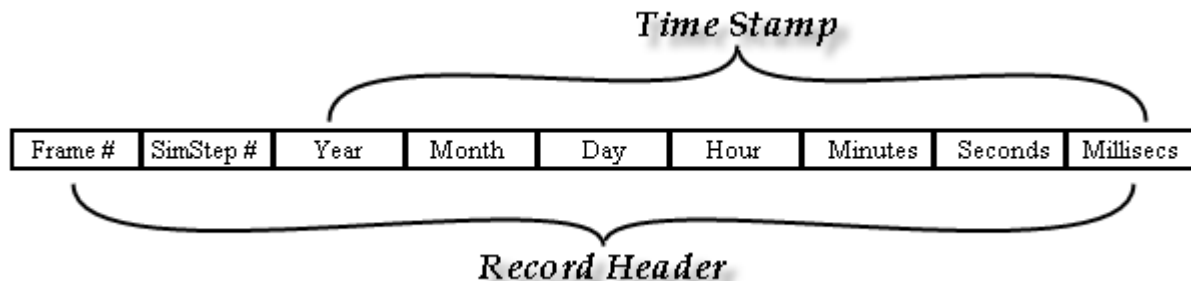 Time Stamp
Frame # SimStep # Year Month Day Hour Minutes Seconds Millisecs
Record Header